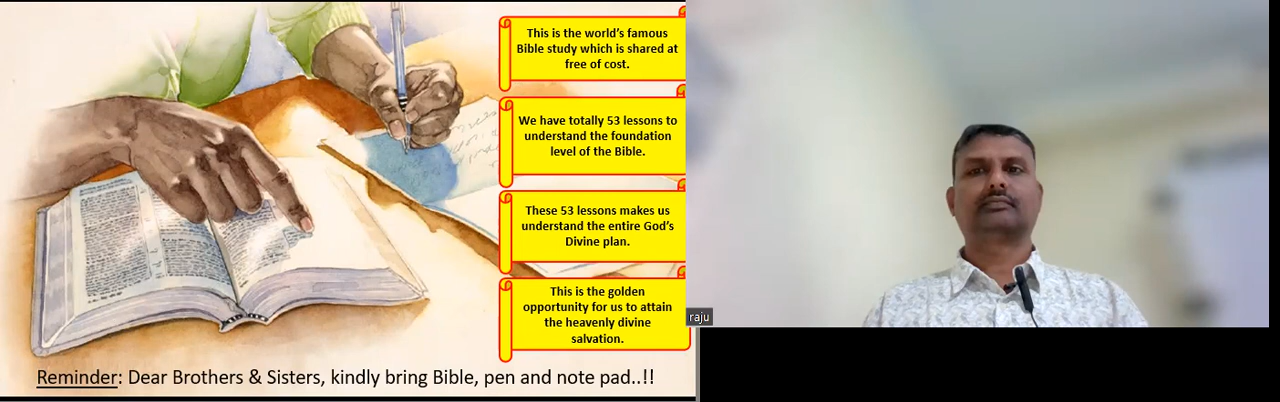 This is the world's famous
Bible study which is shared at
free of cost.
We have totally 53 lessons to
understand the foundation
level of the Bible.
These 53 lessons makes us
understand the entire God's
Divine plan.
This is the golden
opportunity for us to attain
the heavenly divine
salvation.
raju
Reminder: Dear Brothers & Sisters, kindly bring Bible, pen and note pad..!!